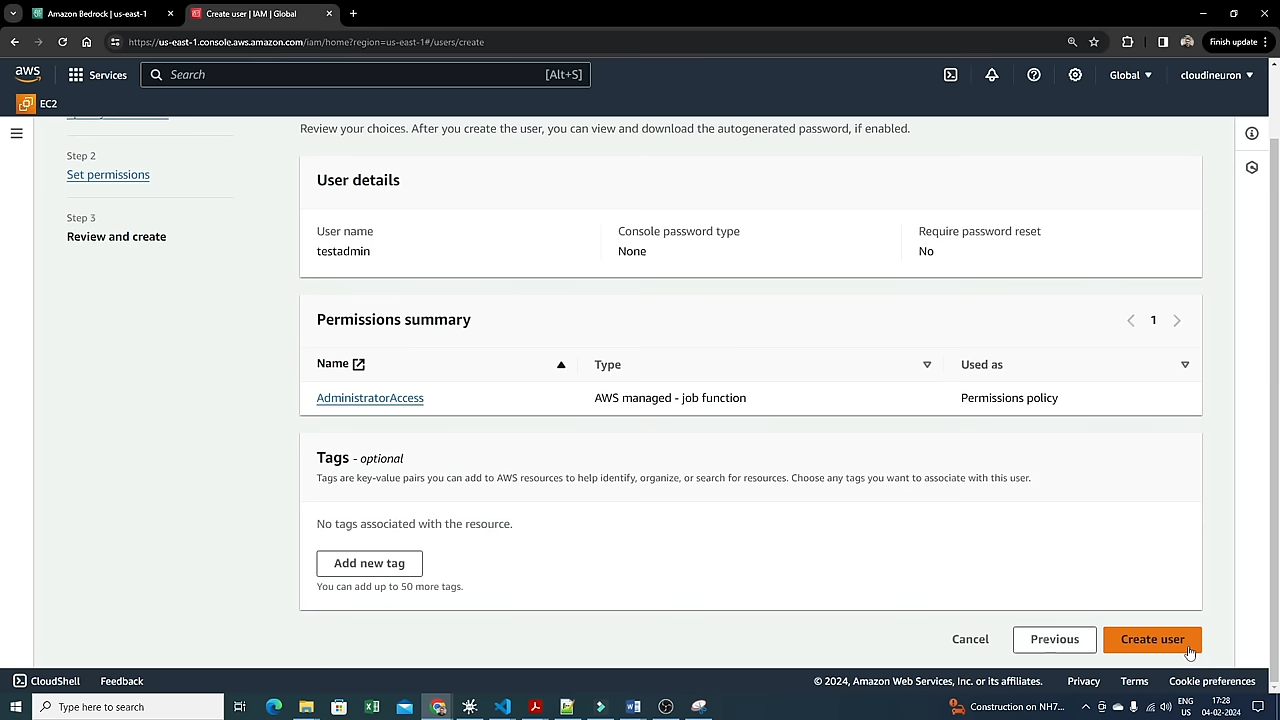 Amazon Bedrock | us-east-1
Create user | IAM | Global
https://us-east-1.console.aws.amazon.com/iam/home?region=us-east-1#/users/create
Finish update
aws
Services
Search
[Alt+S]
Global
cloudineuron
EC2
Step 2
Set permissions
Step 3
Review and create
Review your choices. After you create the user, you can view and download the autogenerated password, if enabled.
User details
User name
testadmin
Console password type
None
Require password reset
No
Permissions summary
1
Name
Type
Used as
AdministratorAccess
AWS managed - job function
Permissions policy
Tags - optional
Tags are key-value pairs you can add to AWS resources to help identify, organize, or search for resources. Choose any tags you want to associate with this user.
No tags associated with the resource.
Add new tag
You can add up to 50 more tags.
Cancel
Previous
Create user
CloudShell
Feedback
© 2024, Amazon Web Services, Inc. or its affiliates.
Privacy
Terms
Cookie preferences
Type here to search
Construction on NH7...
ENG
US
17:28
04-02-2024